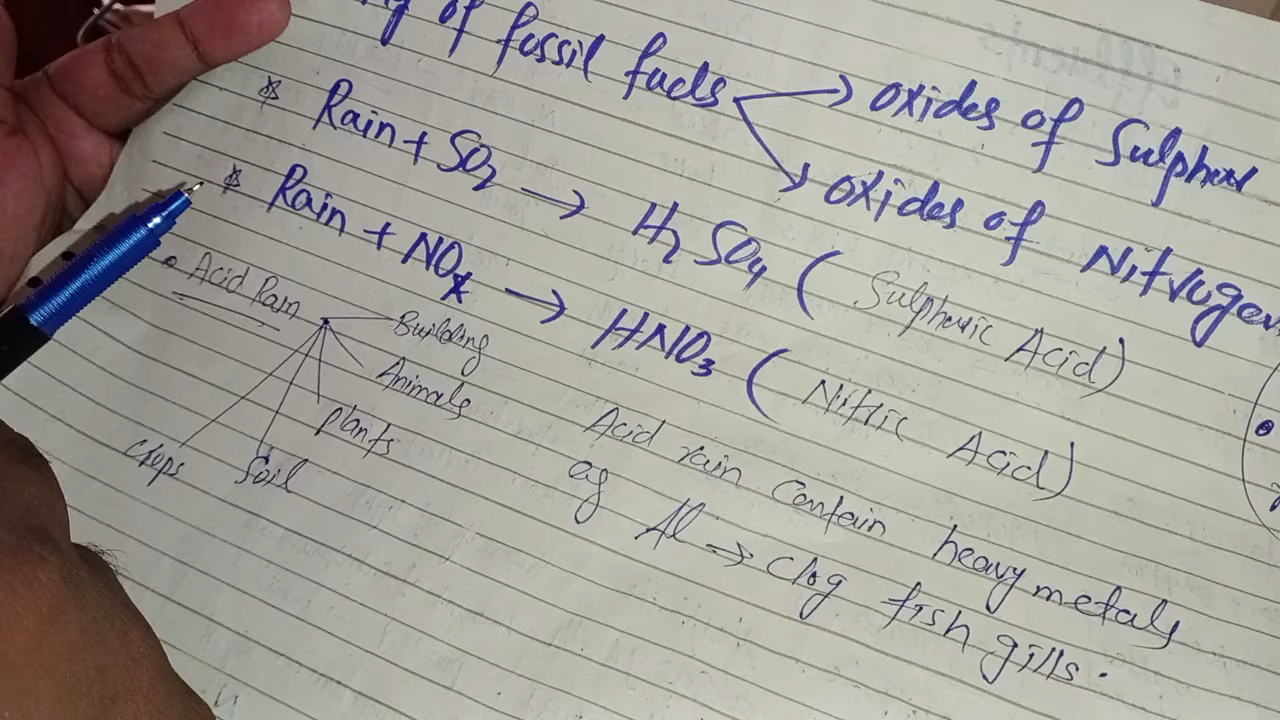 of fossil fuels → oxides of Sulphur
→ oxides of Nitrogen
* Rain + SO2 → H2SO4 (Sulphuric Acid)
* Rain + NOx → HNO3 (Nitric Acid)
• Acid Rain
Building
Animals
plants
Soil
Crops
Acid rain contain heavy metals
eg Al → clog fish gills.